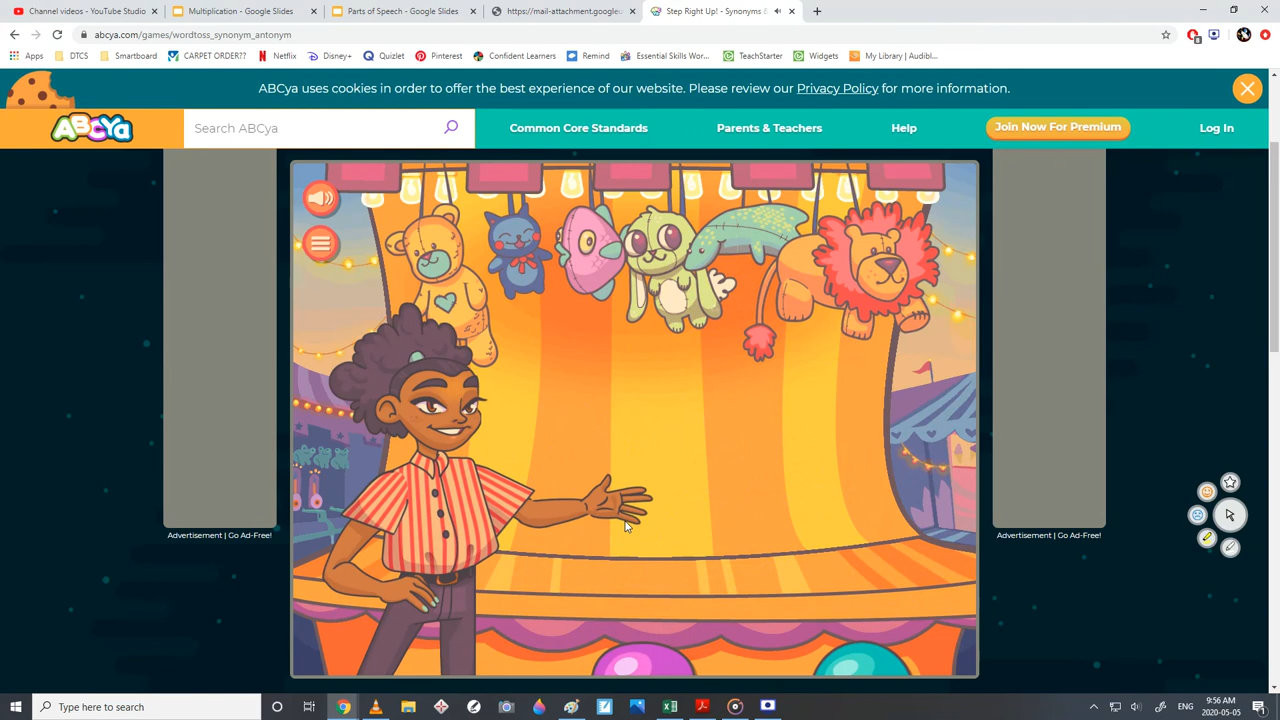 Channel videos - YouTube Studio
Multiplication - Google Slides
Parts of Speech - Google Slides
https://mail-attachment.google
Step Right Up! - Synonyms &
abcya.com/games/wordtoss_synonym_antonym
Apps
DTCS
Smartboard
CARPET ORDER??
Netflix
Disney+
Quizlet
Pinterest
Confident Learners
Remind
Essential Skills Wor...
TeachStarter
Widgets
My Library | Audibl...
ABCya uses cookies in order to offer the best experience of our website. Please review our Privacy Policy for more information.
ABCya
Search ABCya
Common Core Standards
Parents & Teachers
Help
Join Now For Premium
Log In
Advertisement | Go Ad-Free!
Advertisement | Go Ad-Free!
Type here to search
ENG
9:56 AM
2020-05-05